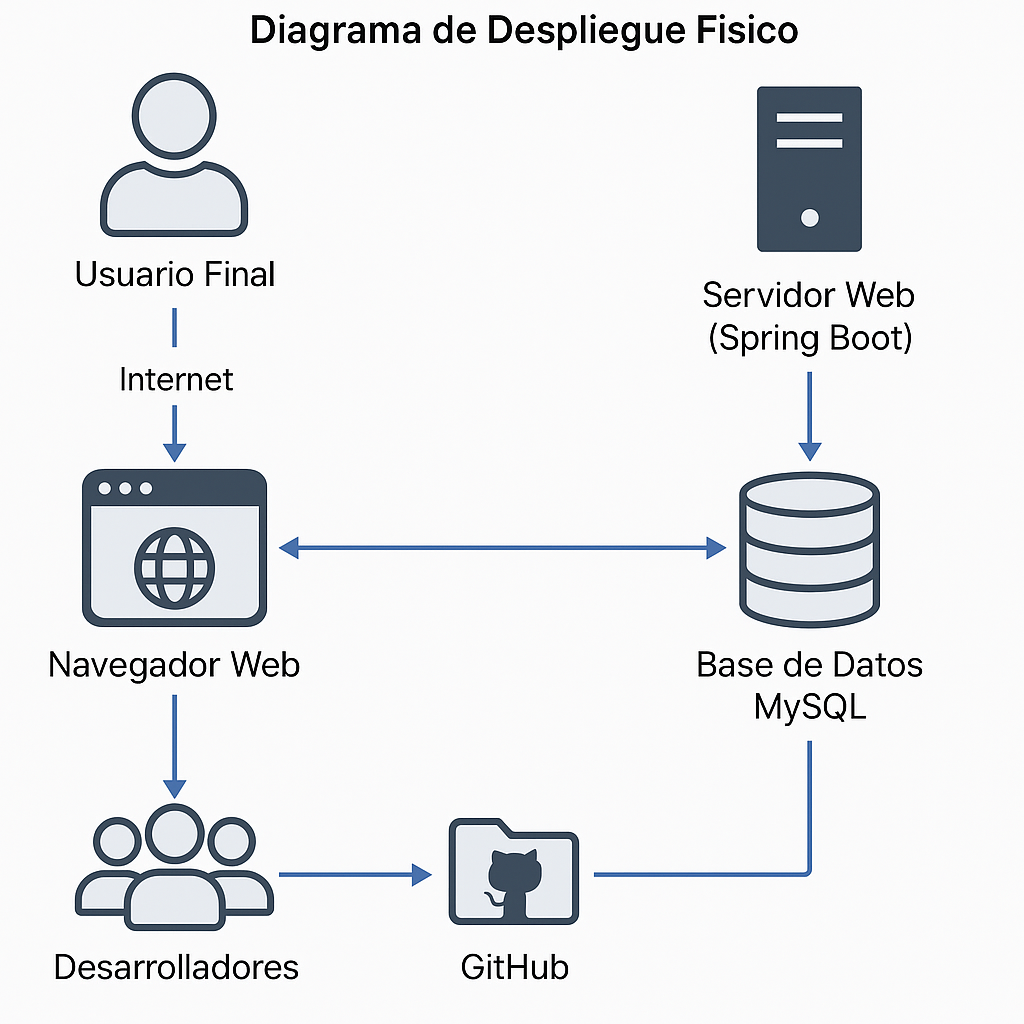 Diagrama de Despliegue Fisico
Usuario Final
Servidor Web
(Spring Boot)
Internet
Navegador Web
Base de Datos
MySQL
Desarrolladores
GitHub